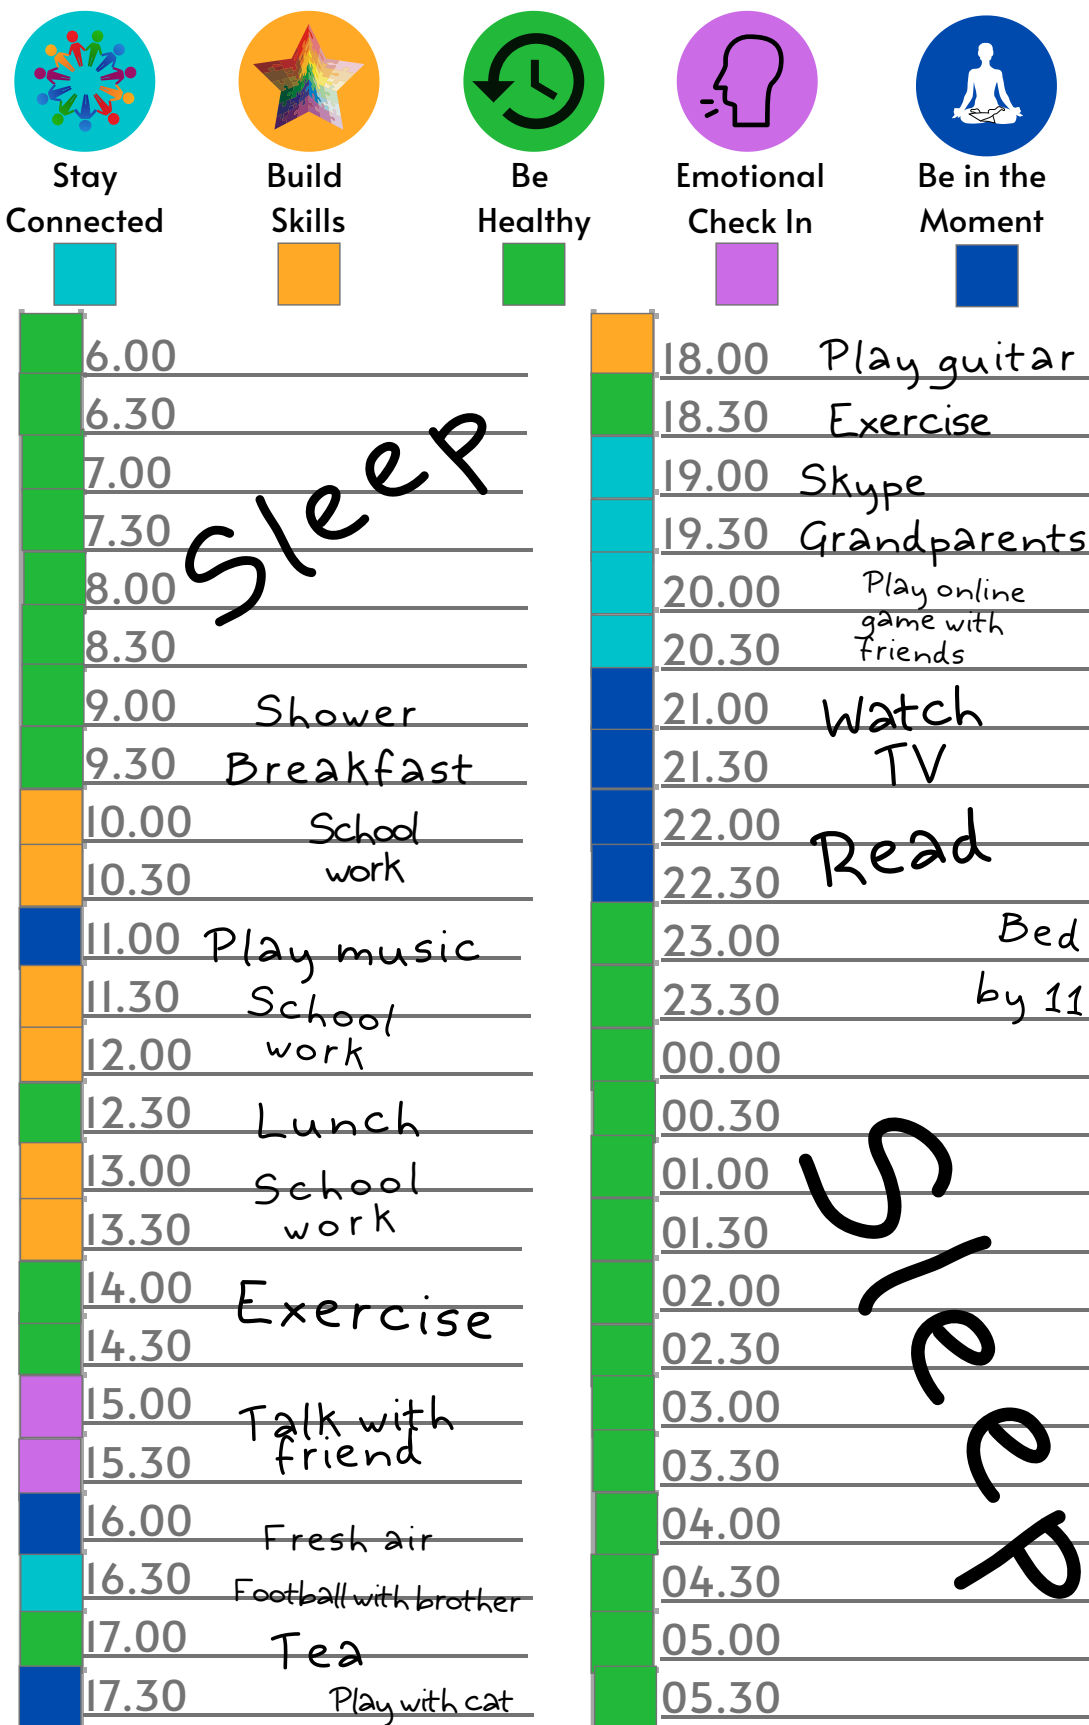 Stay Connected
Build Skills
Be Healthy
Emotional Check In
Be in the Moment
6.00
6.30
7.00
7.30
8.00
8.30
Sleep
9.00 Shower
9.30 Breakfast
10.00 School
10.30 work
11.00 Play music
11.30 School
12.00 work
12.30 Lunch
13.00 School
13.30 work
14.00 Exercise
14.30
15.00 Talk with
15.30 friend
16.00 Fresh air
16.30 Football with brother
17.00 Tea
17.30 Play with cat
18.00 Play guitar
18.30 Exercise
19.00 Skype
19.30 Grandparents
20.00 Play online
game with
20.30 friends
21.00 Watch
21.30 TV
22.00 Read
22.30
23.00 Bed
23.30 by 11
00.00
00.30
01.00
01.30
02.00
02.30
03.00
03.30
04.00
04.30
05.00
05.30
Sleep